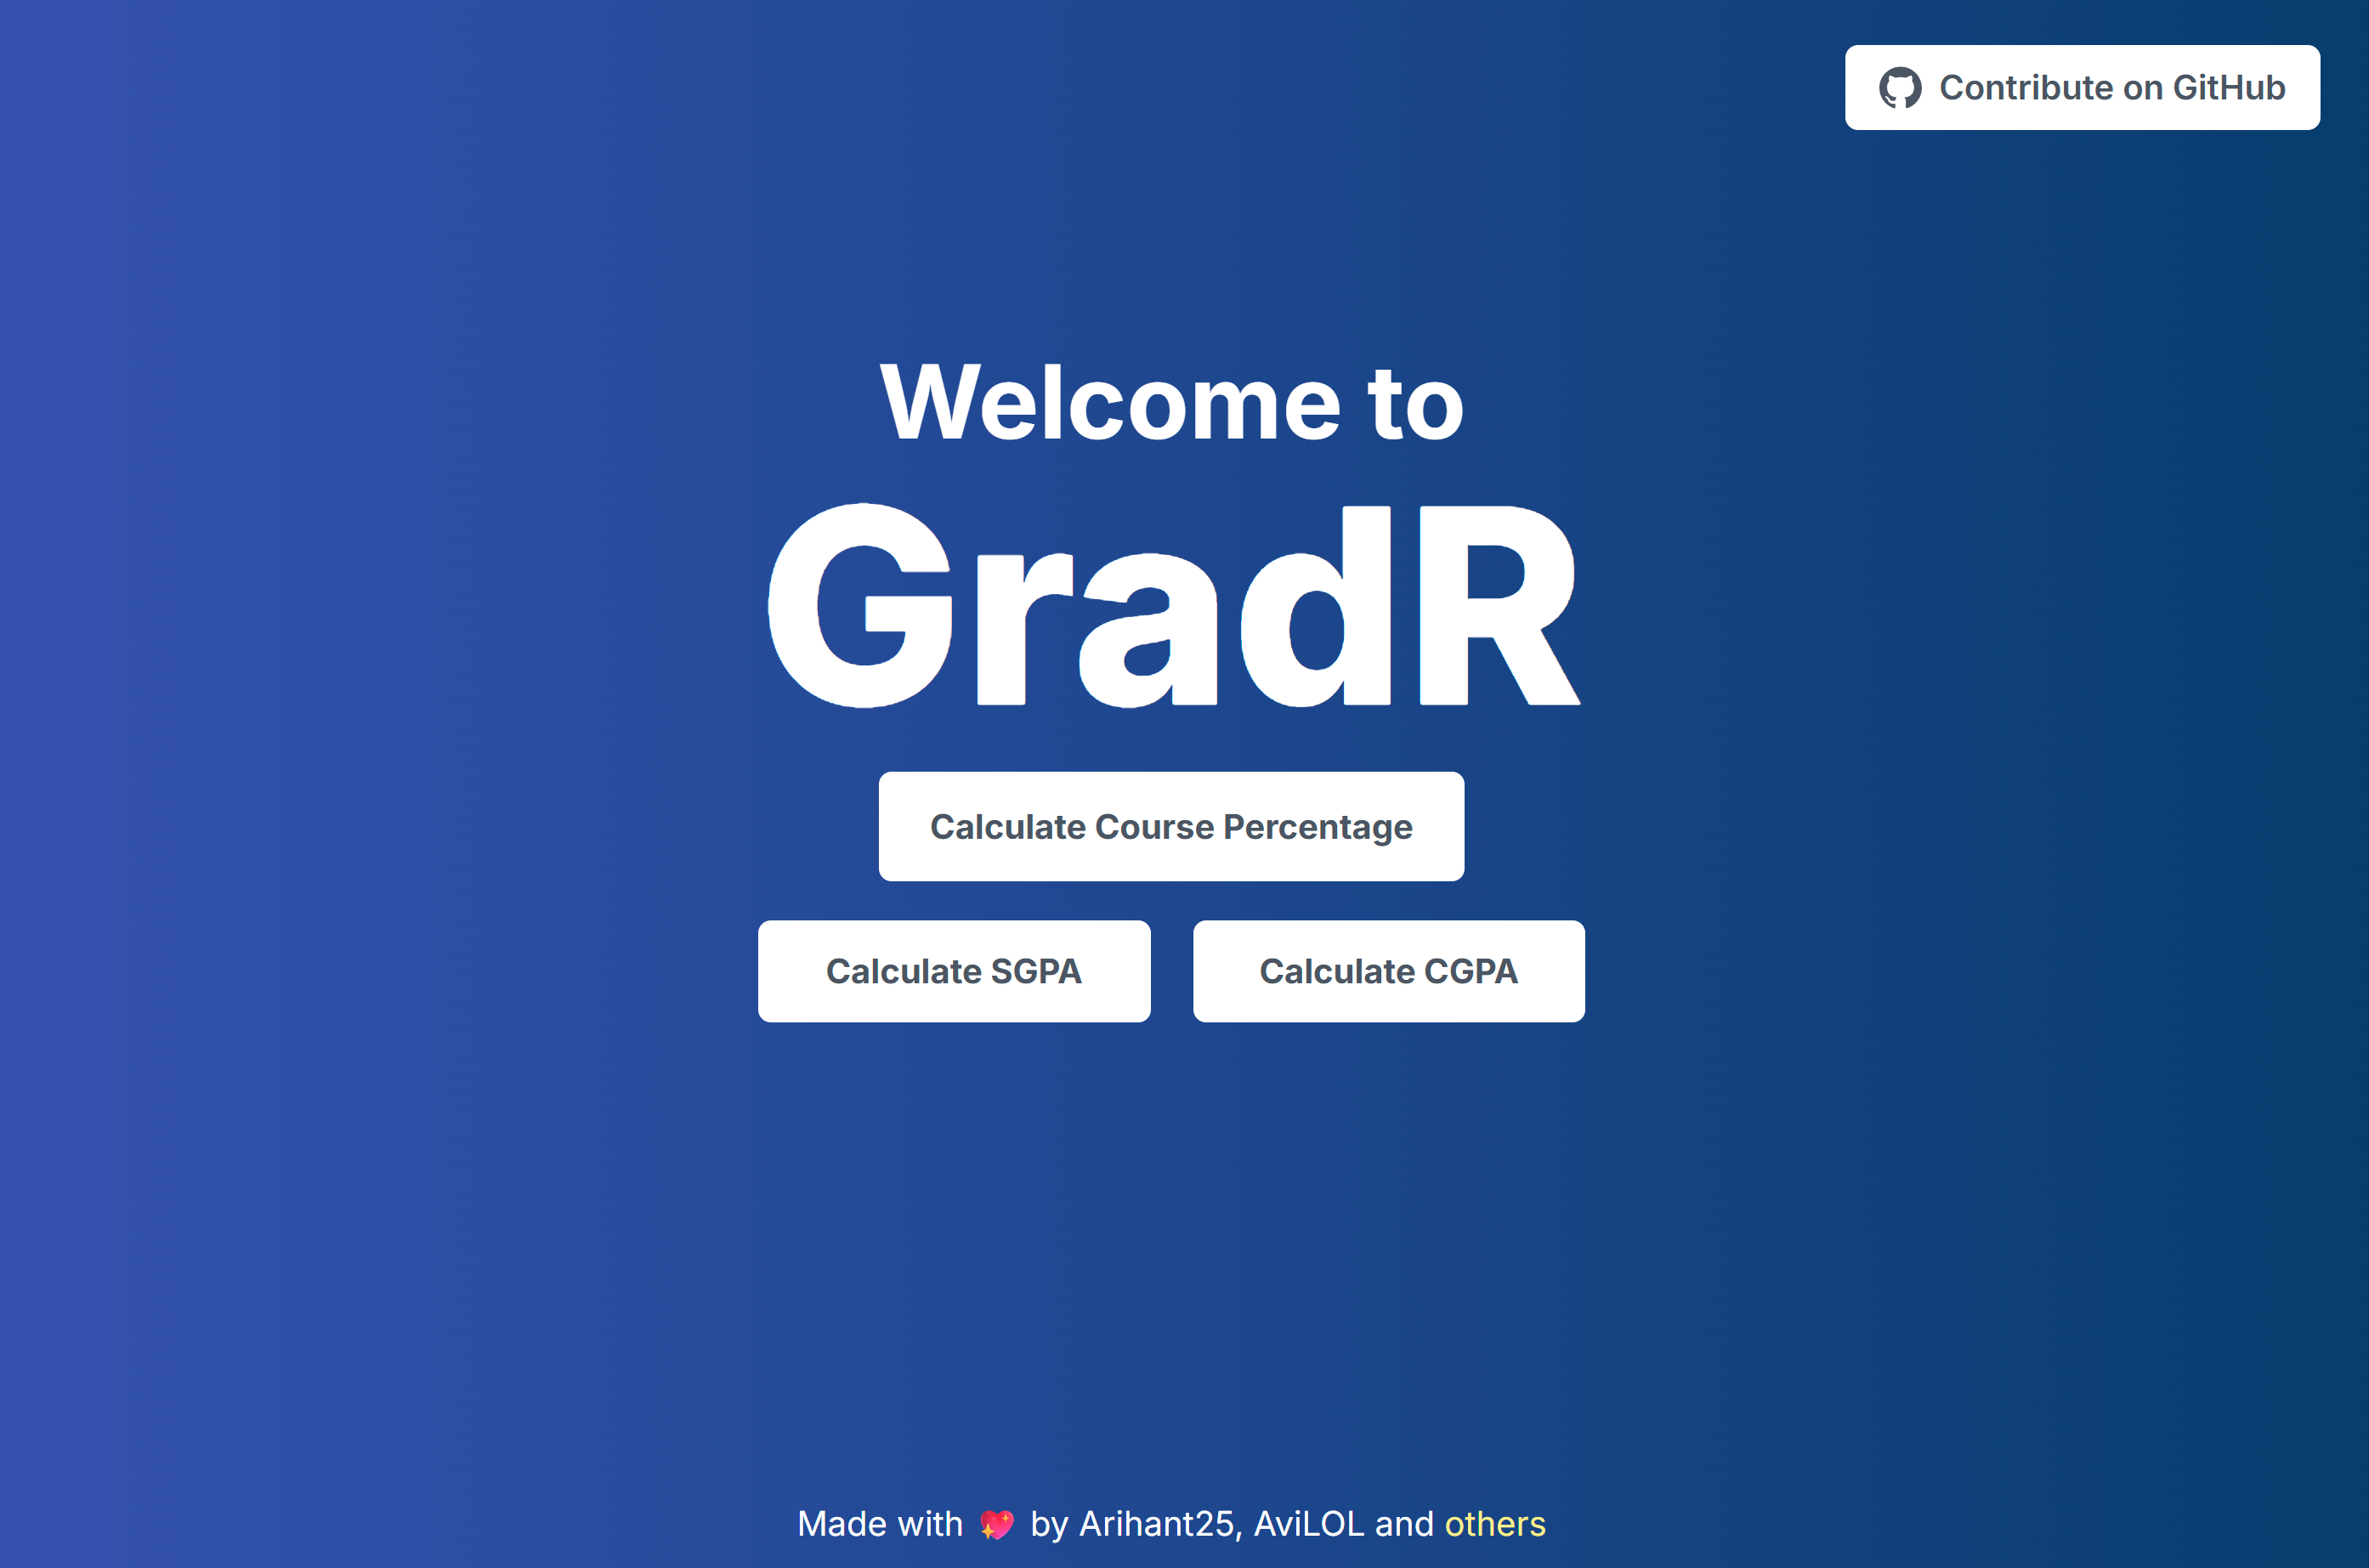 Contribute on GitHub
Welcome to
GradR
Calculate Course Percentage
Calculate SGPA
Calculate CGPA
Made with 💖 by Arihant25, AviLOL and others